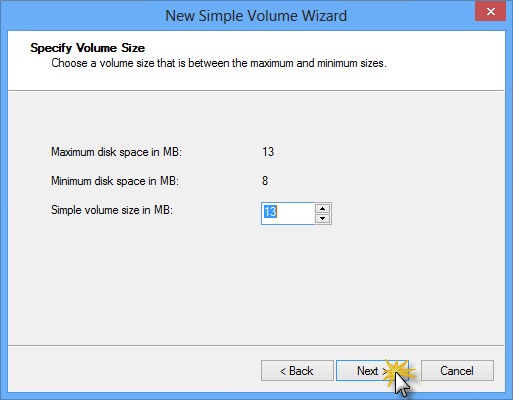 New Simple Volume Wizard
Specify Volume Size
Choose a volume size that is between the maximum and minimum sizes.
Maximum disk space in MB: 13
Minimum disk space in MB: 8
Simple volume size in MB: 13
< Back Next > Cancel